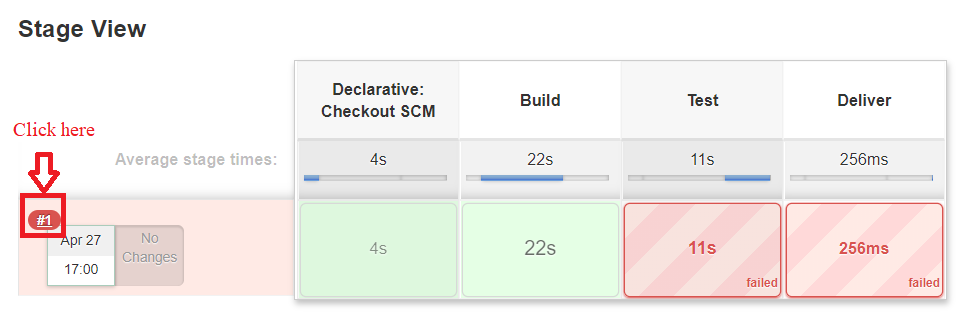 Stage View
Declarative:
Checkout SCM
Build
Test
Deliver
Click here
Average stage times:
4s
22s
11s
256ms
#1
Apr 27
17:00
No
Changes
4s
22s
11s
failed
256ms
failed